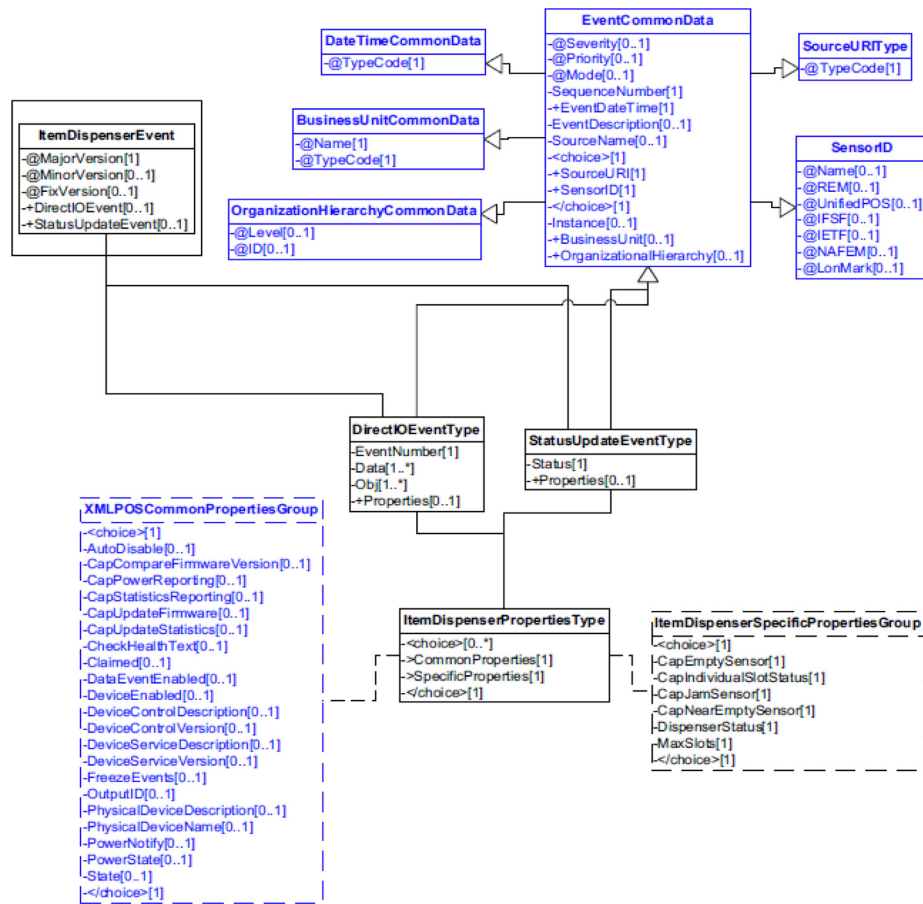 EventCommonData
-@Severity[0..1]
-@Priority[0..1]
-@Mode[0..1]
-SequenceNumber[1]
-+EventDateTime[1]
-EventDescription[0..1]
-SourceName[0..1]
-<choice>[1]
-+SourceURI[1]
-+SensorID[1]
-</choice>[1]
-Instance[0..1]
-+BusinessUnit[0..1]
-+OrganizationalHierarchy[0..1]
DateTimeCommonData
-@TypeCode[1]
SourceURIType
-@TypeCode[1]
ItemDispenserEvent
-@MajorVersion[1]
-@MinorVersion[0..1]
-@FixVersion[0..1]
-+DirectIOEvent[0..1]
-+StatusUpdateEvent[0..1]
BusinessUnitCommonData
-@Name[1]
-@TypeCode[1]
SensorID
-@Name[0..1]
-@REM[0..1]
-@UnifiedPOS[0..1]
-@IFSF[0..1]
-@IETF[0..1]
-@NAFEM[0..1]
-@LonMark[0..1]
OrganizationHierarchyCommonData
-@Level[0..1]
-@ID[0..1]
DirectIOEventType
-EventNumber[1]
-Data[1..*]
-Obj[1..*]
-+Properties[0..1]
StatusUpdateEventType
-Status[1]
-+Properties[0..1]
XMLPOSCommonPropertiesGroup
-<choice>[1]
-AutoDisable[0..1]
-CapCompareFirmwareVersion[0..1]
-CapPowerReporting[0..1]
-CapStatisticsReporting[0..1]
-CapUpdateFirmware[0..1]
-CapUpdateStatistics[0..1]
-CheckHealthText[0..1]
-Claimed[0..1]
-DataEventEnabled[0..1]
-DeviceEnabled[0..1]
-DeviceControlDescription[0..1]
-DeviceControlVersion[0..1]
-DeviceServiceDescription[0..1]
-DeviceServiceVersion[0..1]
-FreezeEvents[0..1]
-OutputID[0..1]
-PhysicalDeviceDescription[0..1]
-PhysicalDeviceName[0..1]
-PowerNotify[0..1]
-PowerState[0..1]
-State[0..1]
-</choice>[1]
ItemDispenserPropertiesType
-<choice>[0..*]
->CommonProperties[1]
->SpecificProperties[1]
-</choice>[1]
ItemDispenserSpecificPropertiesGroup
-<choice>[1]
-CapEmptySensor[1]
-CapIndividualSlotStatus[1]
-CapJamSensor[1]
-CapNearEmptySensor[1]
-DispenserStatus[1]
-MaxSlots[1]
-</choice>[1]